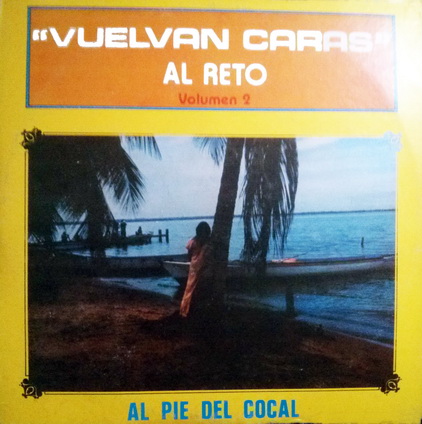 "VUELVAN CARAS"
AL RETO
Volumen 2
AL PIE DEL COCAL